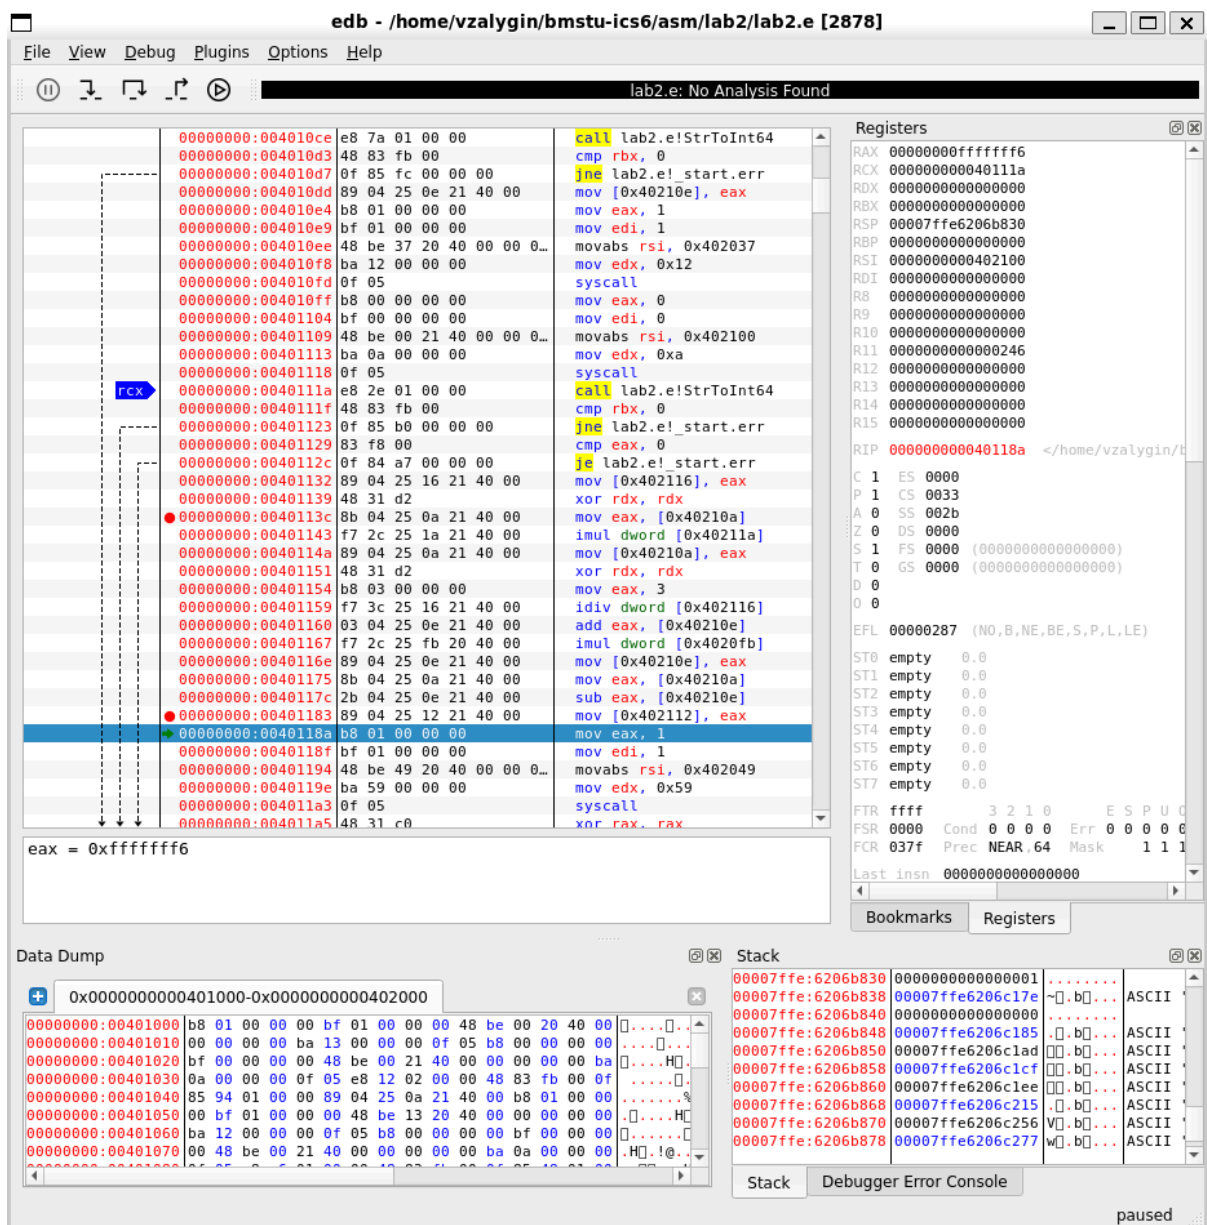 edb - /home/vzalygin/bmstu-ics6/asm/lab2/lab2.e [2878]
File View Debug Plugins Options Help
lab2.e: No Analysis Found
00000000:004010ce e8 7a 01 00 00 call lab2.e!StrToInt64
00000000:004010d3 48 83 fb 00 cmp rbx, 0
00000000:004010d7 0f 85 fc 00 00 00 jne lab2.e!_start.err
00000000:004010dd 89 04 25 0e 21 40 00 mov [0x40210e], eax
00000000:004010e4 b8 01 00 00 00 mov eax, 1
00000000:004010e9 bf 01 00 00 00 mov edi, 1
00000000:004010ee 48 be 37 20 40 00 00 0… movabs rsi, 0x402037
00000000:004010f8 ba 12 00 00 00 mov edx, 0x12
00000000:004010fd 0f 05 syscall
00000000:004010ff b8 00 00 00 00 mov eax, 0
00000000:00401104 bf 00 00 00 00 mov edi, 0
00000000:00401109 48 be 00 21 40 00 00 0… movabs rsi, 0x402100
00000000:00401113 ba 0a 00 00 00 mov edx, 0xa
00000000:00401118 0f 05 syscall
rcx 00000000:0040111a e8 2e 01 00 00 call lab2.e!StrToInt64
00000000:0040111f 48 83 fb 00 cmp rbx, 0
00000000:00401123 0f 85 b0 00 00 00 jne lab2.e!_start.err
00000000:00401129 83 f8 00 cmp eax, 0
00000000:0040112c 0f 84 a7 00 00 00 je lab2.e!_start.err
00000000:00401132 89 04 25 16 21 40 00 mov [0x402116], eax
00000000:00401139 48 31 d2 xor rdx, rdx
00000000:0040113c 8b 04 25 0a 21 40 00 mov eax, [0x40210a]
00000000:00401143 f7 2c 25 1a 21 40 00 imul dword [0x40211a]
00000000:0040114a 89 04 25 0a 21 40 00 mov [0x40210a], eax
00000000:00401151 48 31 d2 xor rdx, rdx
00000000:00401154 b8 03 00 00 00 mov eax, 3
00000000:00401159 f7 3c 25 16 21 40 00 idiv dword [0x402116]
00000000:00401160 03 04 25 0e 21 40 00 add eax, [0x40210e]
00000000:00401167 f7 2c 25 fb 20 40 00 imul dword [0x4020fb]
00000000:0040116e 89 04 25 0e 21 40 00 mov [0x40210e], eax
00000000:00401175 8b 04 25 0a 21 40 00 mov eax, [0x40210a]
00000000:0040117c 2b 04 25 0e 21 40 00 sub eax, [0x40210e]
00000000:00401183 89 04 25 12 21 40 00 mov [0x402112], eax
00000000:0040118a b8 01 00 00 00 mov eax, 1
00000000:0040118f bf 01 00 00 00 mov edi, 1
00000000:00401194 48 be 49 20 40 00 00 0… movabs rsi, 0x402049
00000000:0040119e ba 59 00 00 00 mov edx, 0x59
00000000:004011a3 0f 05 syscall
00000000:004011a5 48 31 c0 xor rax, rax
eax = 0xfffffff6
Registers
RAX 00000000fffffff6
RCX 000000000040111a
RDX 0000000000000000
RBX 0000000000000000
RSP 00007ffe6206b830
RBP 0000000000000000
RSI 0000000000402100
RDI 0000000000000000
R8 0000000000000000
R9 0000000000000000
R10 0000000000000000
R11 0000000000000246
R12 0000000000000000
R13 0000000000000000
R14 0000000000000000
R15 0000000000000000
RIP 000000000040118a </home/vzalygin/b
C 1 ES 0000
P 1 CS 0033
A 0 SS 002b
Z 0 DS 0000
S 1 FS 0000 (0000000000000000)
T 0 GS 0000 (0000000000000000)
D 0
O 0
EFL 00000287 (NO,B,NE,BE,S,P,L,LE)
ST0 empty 0.0
ST1 empty 0.0
ST2 empty 0.0
ST3 empty 0.0
ST4 empty 0.0
ST5 empty 0.0
ST6 empty 0.0
ST7 empty 0.0
FTR ffff 3 2 1 0 E S P U O
FSR 0000 Cond 0 0 0 0 Err 0 0 0 0 0
FCR 037f Prec NEAR,64 Mask 1 1 1
Last insn 0000000000000000
Bookmarks Registers
Data Dump
0x0000000000401000-0x0000000000402000
00000000:00401000 b8 01 00 00 00 bf 01 00 00 00 48 be 00 20 40 00
00000000:00401010 00 00 00 00 ba 13 00 00 00 0f 05 b8 00 00 00 00
00000000:00401020 bf 00 00 00 00 48 be 00 21 40 00 00 00 00 00 ba
00000000:00401030 0a 00 00 00 0f 05 e8 12 02 00 00 48 83 fb 00 0f
00000000:00401040 85 94 01 00 00 89 04 25 0a 21 40 00 b8 01 00 00
00000000:00401050 00 bf 01 00 00 00 48 be 13 20 40 00 00 00 00 00
00000000:00401060 ba 12 00 00 00 0f 05 b8 00 00 00 00 bf 00 00 00
00000000:00401070 00 48 be 00 21 40 00 00 00 00 00 ba 0a 00 00 00
Stack
00007ffe:6206b830 0000000000000001 ........
00007ffe:6206b838 00007ffe6206c17e ASCII "
00007ffe:6206b840 0000000000000000 ........
00007ffe:6206b848 00007ffe6206c185 ASCII "
00007ffe:6206b850 00007ffe6206c1ad ASCII "
00007ffe:6206b858 00007ffe6206c1cf ASCII "
00007ffe:6206b860 00007ffe6206c1ee ASCII "
00007ffe:6206b868 00007ffe6206c215 ASCII "
00007ffe:6206b870 00007ffe6206c256 ASCII "
00007ffe:6206b878 00007ffe6206c277 ASCII "
Stack Debugger Error Console
paused